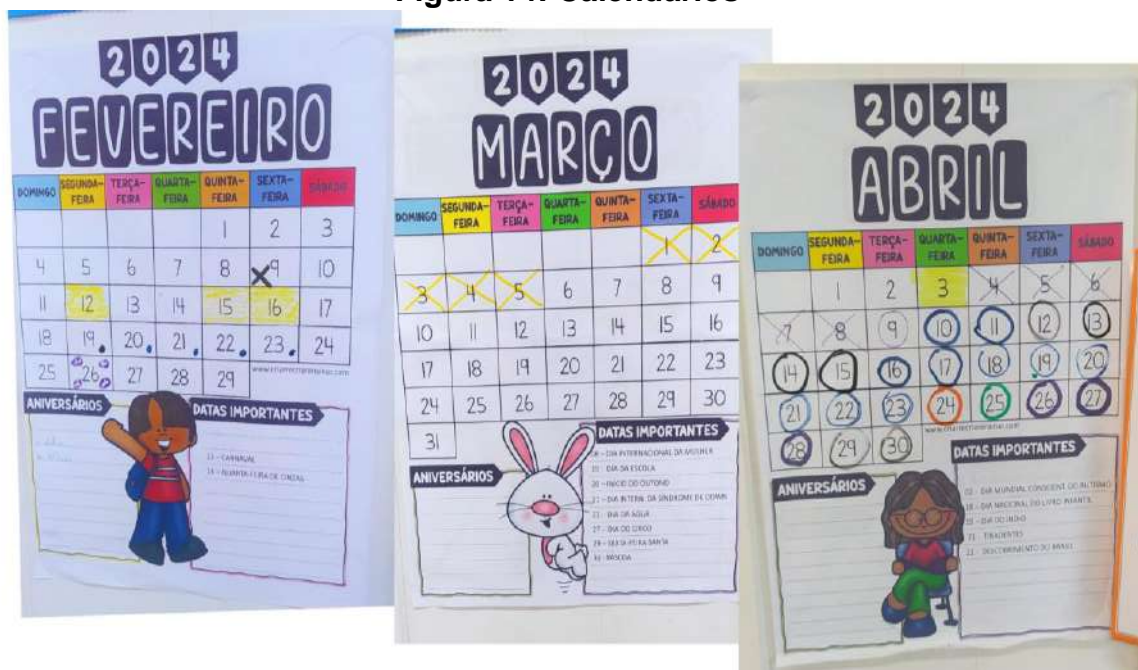 2024
FEVEREIRO
DOMINGO SEGUNDA-FEIRA TERÇA-FEIRA QUARTA-FEIRA QUINTA-FEIRA SEXTA-FEIRA SÁBADO
1 2 3
4 5 6 7 8 9 10
11 12 13 14 15 16 17
18 19 20 21 22 23 24
25 26 27 28 29
ANIVERSÁRIOS
DATAS IMPORTANTES
13 - CARNAVAL
14 - QUARTA-FEIRA DE CINZAS
2024
MARÇO
DOMINGO SEGUNDA-FEIRA TERÇA-FEIRA QUARTA-FEIRA QUINTA-FEIRA SEXTA-FEIRA SÁBADO
1 2
3 4 5 6 7 8 9
10 11 12 13 14 15 16
17 18 19 20 21 22 23
24 25 26 27 28 29 30
31
ANIVERSÁRIOS
DATAS IMPORTANTES
08 - DIA INTERNACIONAL DA MULHER
DIA DA ESCOLA
20 - INÍCIO DO OUTONO
DIA INTERN. DA SÍNDROME DE DOWN
DIA DA ÁGUA
27 - DIA DO CIRCO
29 - SEXTA-FEIRA SANTA
31 - PÁSCOA
2024
ABRIL
DOMINGO SEGUNDA-FEIRA TERÇA-FEIRA QUARTA-FEIRA QUINTA-FEIRA SEXTA-FEIRA SÁBADO
1 2 3 4 5 6
7 8 9 10 11 12 13
14 15 16 17 18 19 20
21 22 23 24 25 26 27
28 29 30
ANIVERSÁRIOS
DATAS IMPORTANTES
02 - DIA MUNDIAL CONSCIENT. DO AUTISMO
18 - DIA NACIONAL DO LIVRO INFANTIL
DIA DO ÍNDIO
21 - TIRADENTES
22 - DESCOBRIMENTO DO BRASIL